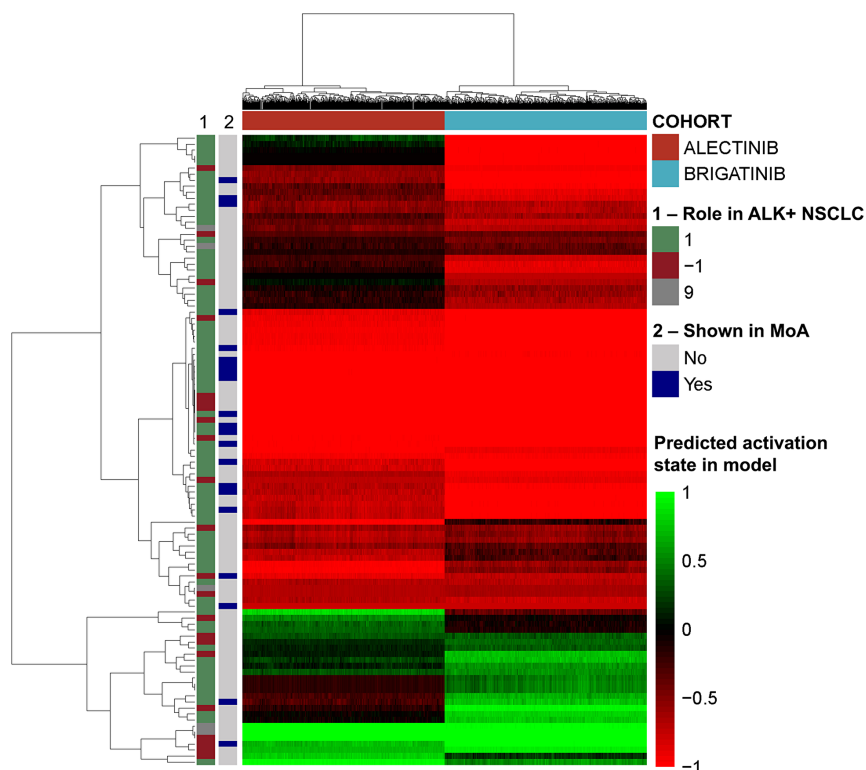 1 2
COHORT
ALECTINIB
BRIGATINIB
1 – Role in ALK+ NSCLC
1
−1
9
2 – Shown in MoA
No
Yes
Predicted activation
state in model
1
0.5
0
−0.5
−1